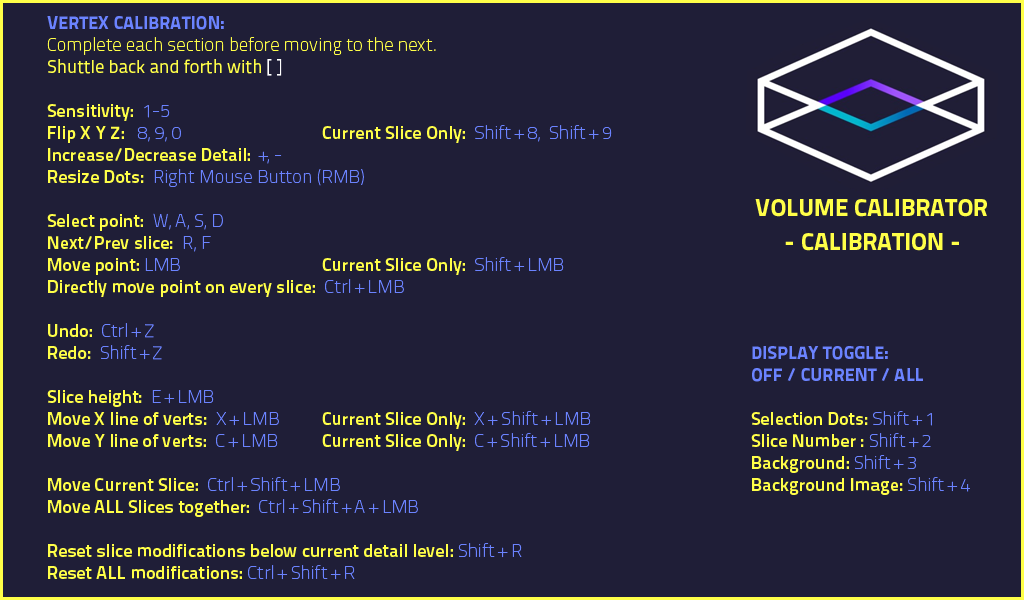 VERTEX CALIBRATION:
Complete each section before moving to the next.
Shuttle back and forth with [ ]
Sensitivity: 1-5
Flip X Y Z: 8, 9, 0 Current Slice Only: Shift+8, Shift+9
Increase/Decrease Detail: +, -
Resize Dots: Right Mouse Button (RMB)
Select point: W, A, S, D
Next/Prev slice: R, F
Move point: LMB Current Slice Only: Shift+LMB
Directly move point on every slice: Ctrl+LMB
Undo: Ctrl+Z
Redo: Shift+Z
Slice height: E+LMB
Move X line of verts: X+LMB Current Slice Only: X+Shift+LMB
Move Y line of verts: C+LMB Current Slice Only: C+Shift+LMB
Move Current Slice: Ctrl+Shift+LMB
Move ALL Slices together: Ctrl+Shift+A+LMB
Reset slice modifications below current detail level: Shift+R
Reset ALL modifications: Ctrl+Shift+R
VOLUME CALIBRATOR
- CALIBRATION -
DISPLAY TOGGLE:
OFF / CURRENT / ALL
Selection Dots: Shift+1
Slice Number : Shift+2
Background: Shift+3
Background Image: Shift+4